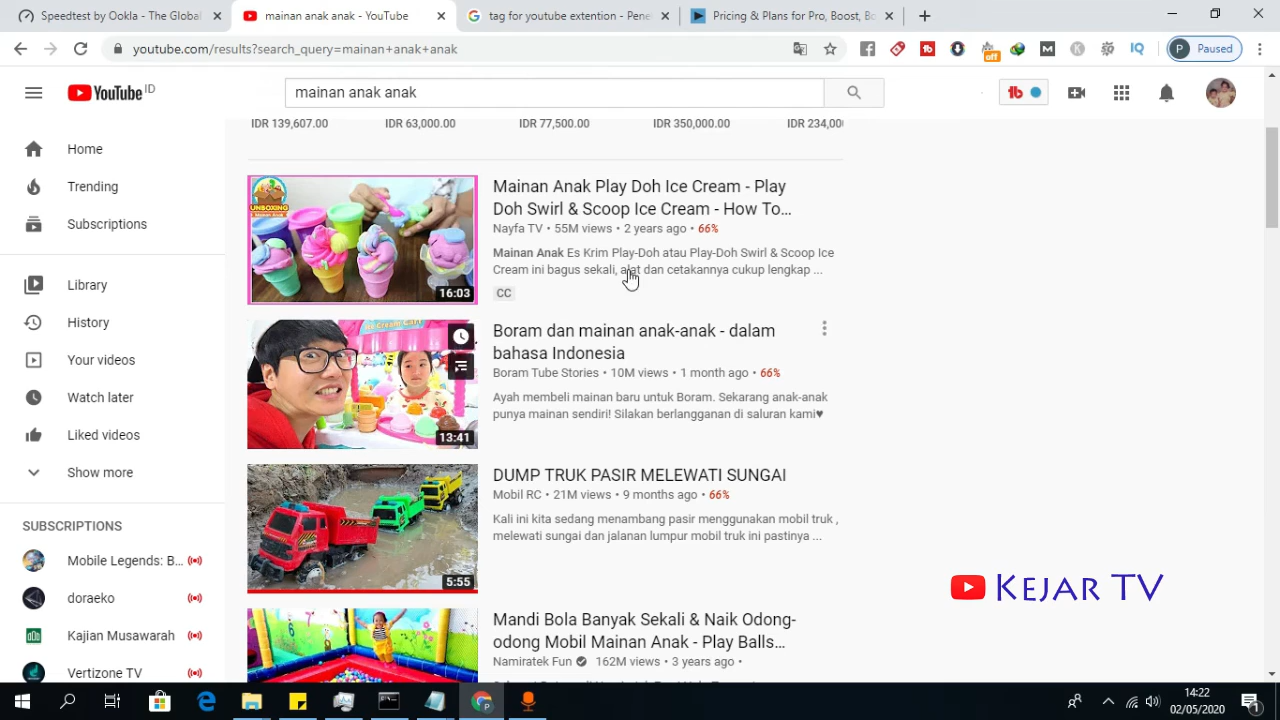 Speedtest by Ookla - The Global
mainan anak - YouTube
tag for youtube extention - Pene
Pricing & Plans for Pro, Boost, Bo
youtube.com/results?search_query=mainan+anak+anak
off
M
K
IQ
P
Paused
YouTube ID
mainan anak anak
tb
IDR 139,607.00
IDR 63,000.00
IDR 77,500.00
IDR 350,000.00
IDR 234,00
Home
Trending
Subscriptions
Library
History
Your videos
Watch later
Liked videos
Show more
SUBSCRIPTIONS
Mobile Legends: B...
doraeko
Kajian Musawarah
Vertizone TV
UNBOXING
Mainan Anak
16:03
Mainan Anak Play Doh Ice Cream - Play
Doh Swirl & Scoop Ice Cream - How To...
Nayfa TV • 55M views • 2 years ago • 66%
Mainan Anak Es Krim Play-Doh atau Play-Doh Swirl & Scoop Ice
Cream ini bagus sekali, alat dan cetakannya cukup lengkap ...
CC
13:41
Boram dan mainan anak-anak - dalam
bahasa Indonesia
Boram Tube Stories • 10M views • 1 month ago • 66%
Ayah membeli mainan baru untuk Boram. Sekarang anak-anak
punya mainan sendiri! Silakan berlangganan di saluran kami♥
5:55
DUMP TRUK PASIR MELEWATI SUNGAI
Mobil RC • 21M views • 9 months ago • 66%
Kali ini kita sedang menambang pasir menggunakan mobil truk ,
melewati sungai dan jalanan lumpur mobil truk ini pastinya ...
Mandi Bola Banyak Sekali & Naik Odong-
odong Mobil Mainan Anak - Play Balls...
Namiratek Fun 162M views • 3 years ago •
KEJAR TV
14:22
02/05/2020
1